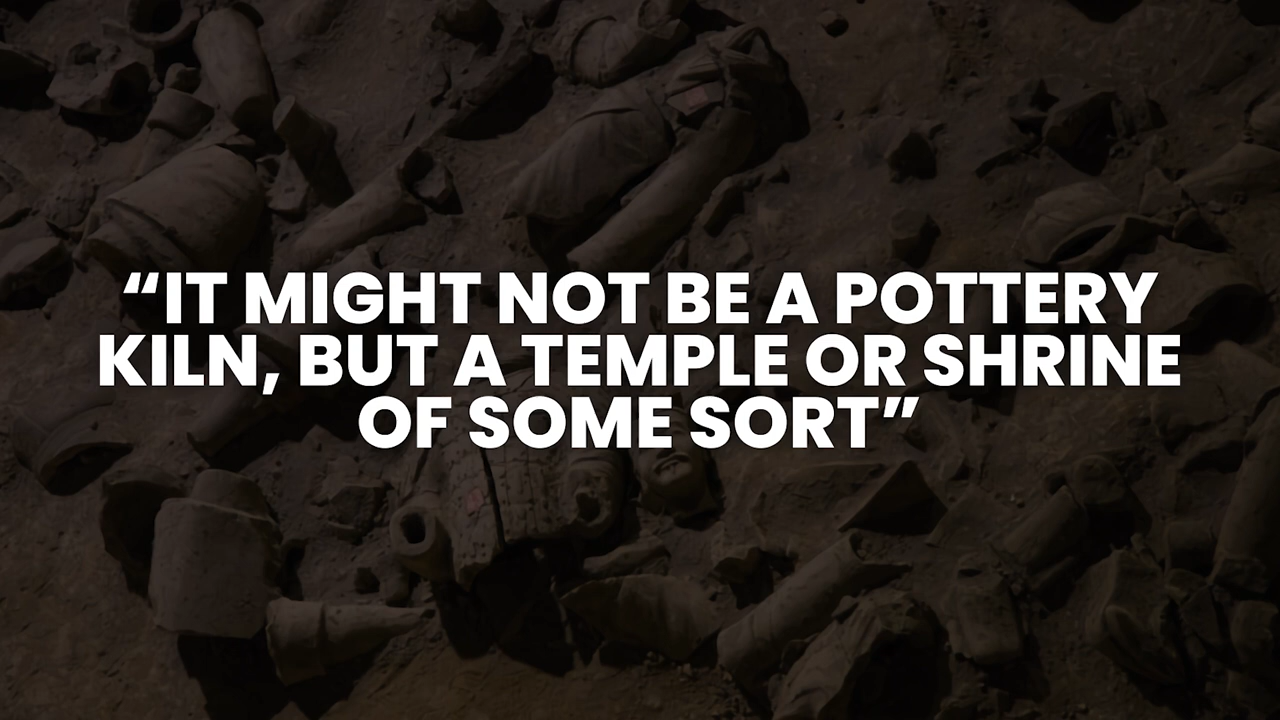 “IT MIGHT NOT BE A POTTERY
KILN, BUT A TEMPLE OR SHRINE
OF SOME SORT”